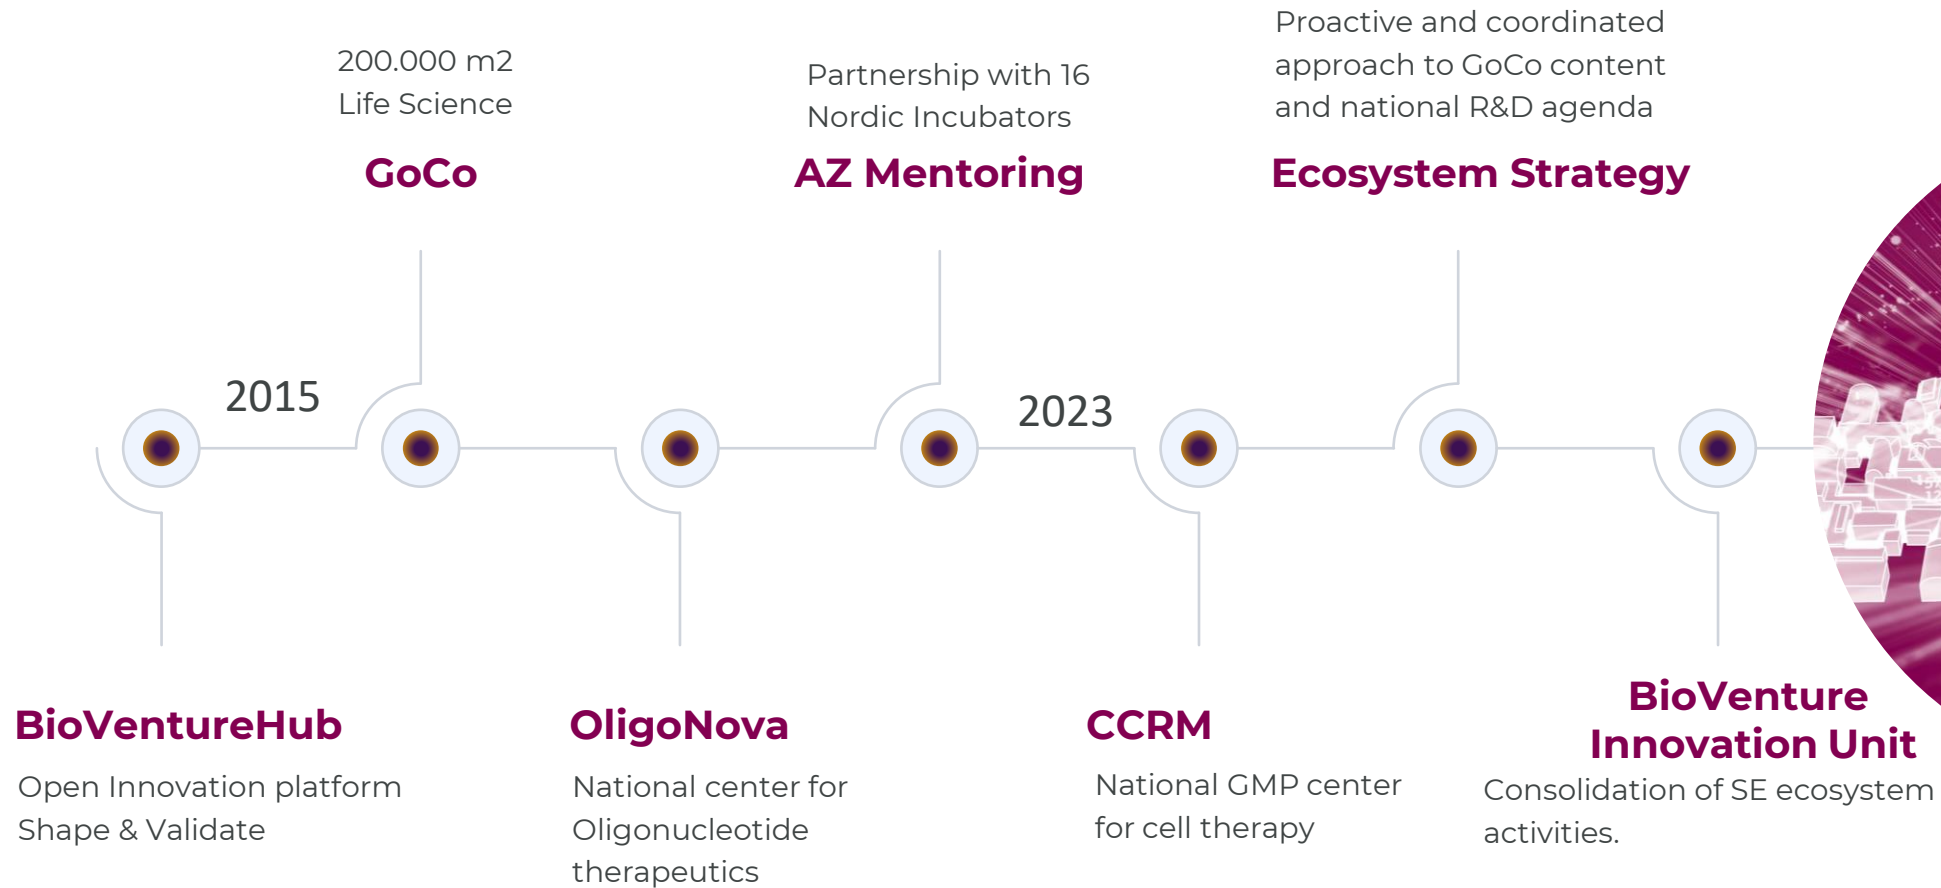 200.000 m2
Life Science
GoCo
Partnership with 16
Nordic Incubators
AZ Mentoring
Proactive and coordinated
approach to GoCo content
and national R&D agenda
Ecosystem Strategy
2015
2023
BioVentureHub
Open Innovation platform
Shape & Validate
OligoNova
National center for
Oligonucleotide
therapeutics
CCRM
National GMP center
for cell therapy
BioVenture
Innovation Unit
Consolidation of SE ecosystem
activities.